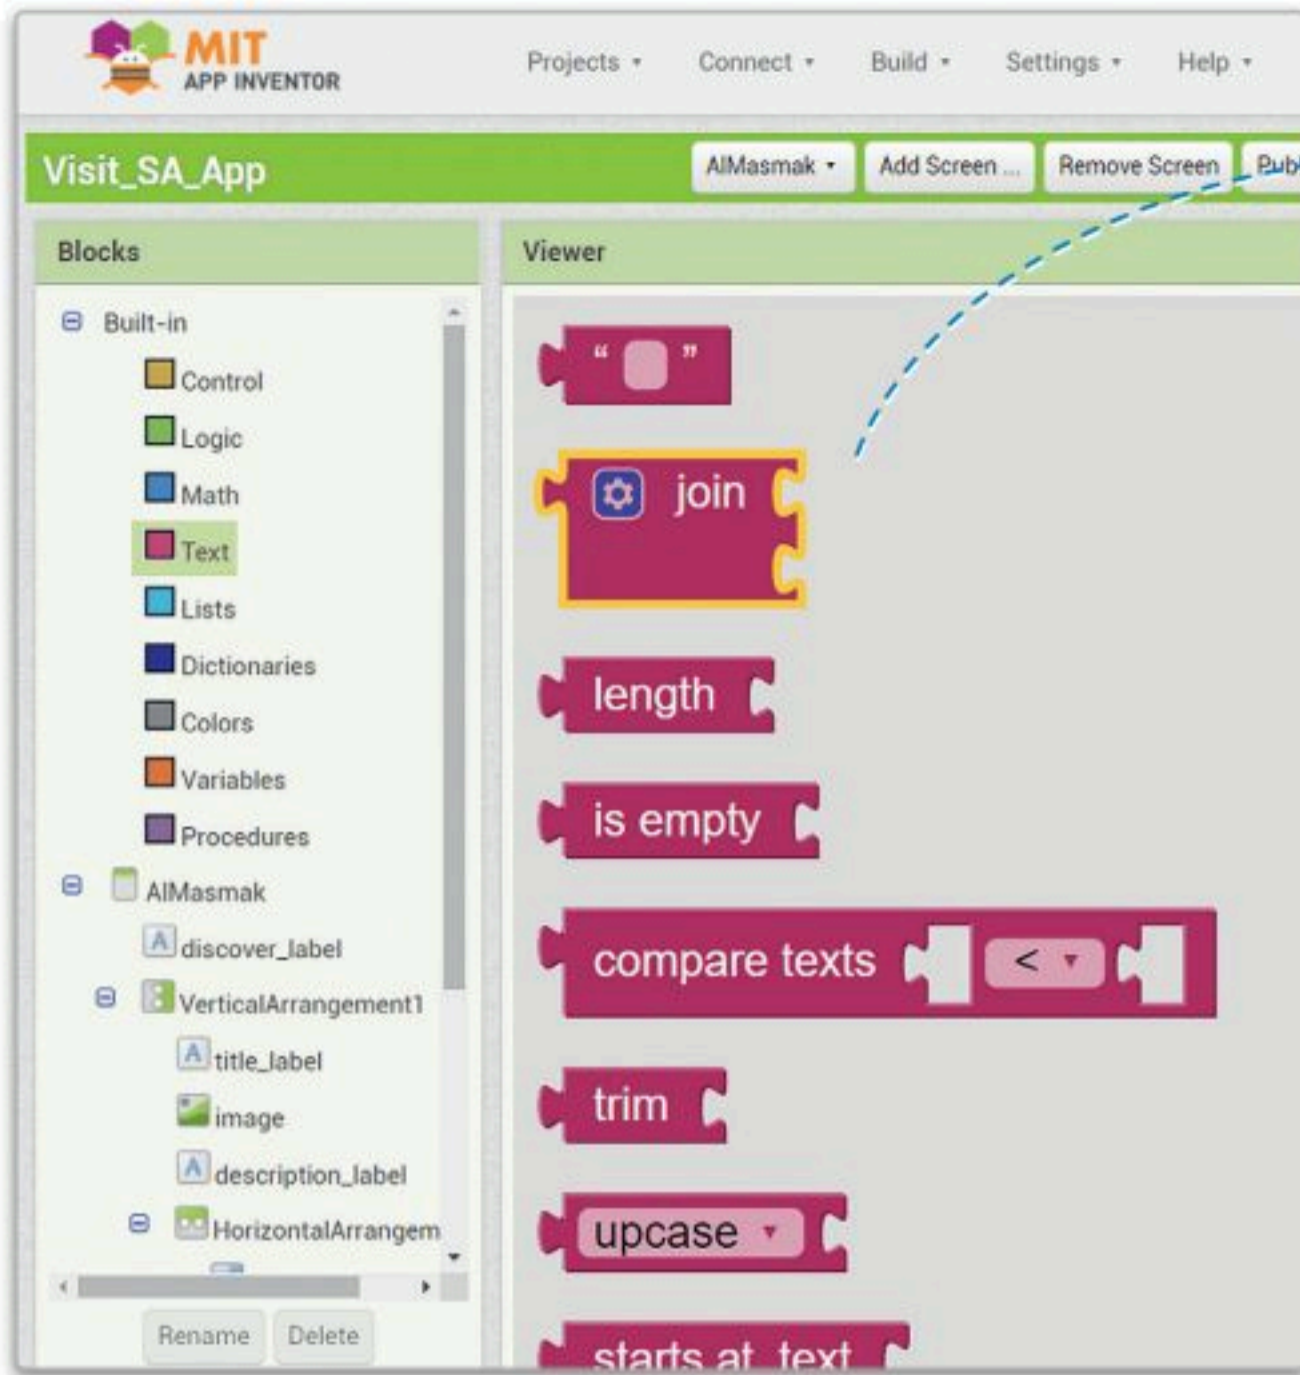 MIT
APP INVENTOR
Projects Connect Build Settings Help
Visit_SA_App
AlMasmak Add Screen ... Remove Screen Pub
Blocks
Built-in
Control
Logic
Math
Text
Lists
Dictionaries
Colors
Variables
Procedures
AlMasmak
discover_label
VerticalArrangement1
title_label
image
description_label
HorizontalArrangem
Rename Delete
Viewer
“ ”
join
length
is empty
compare texts <
trim
upcase
starts at text